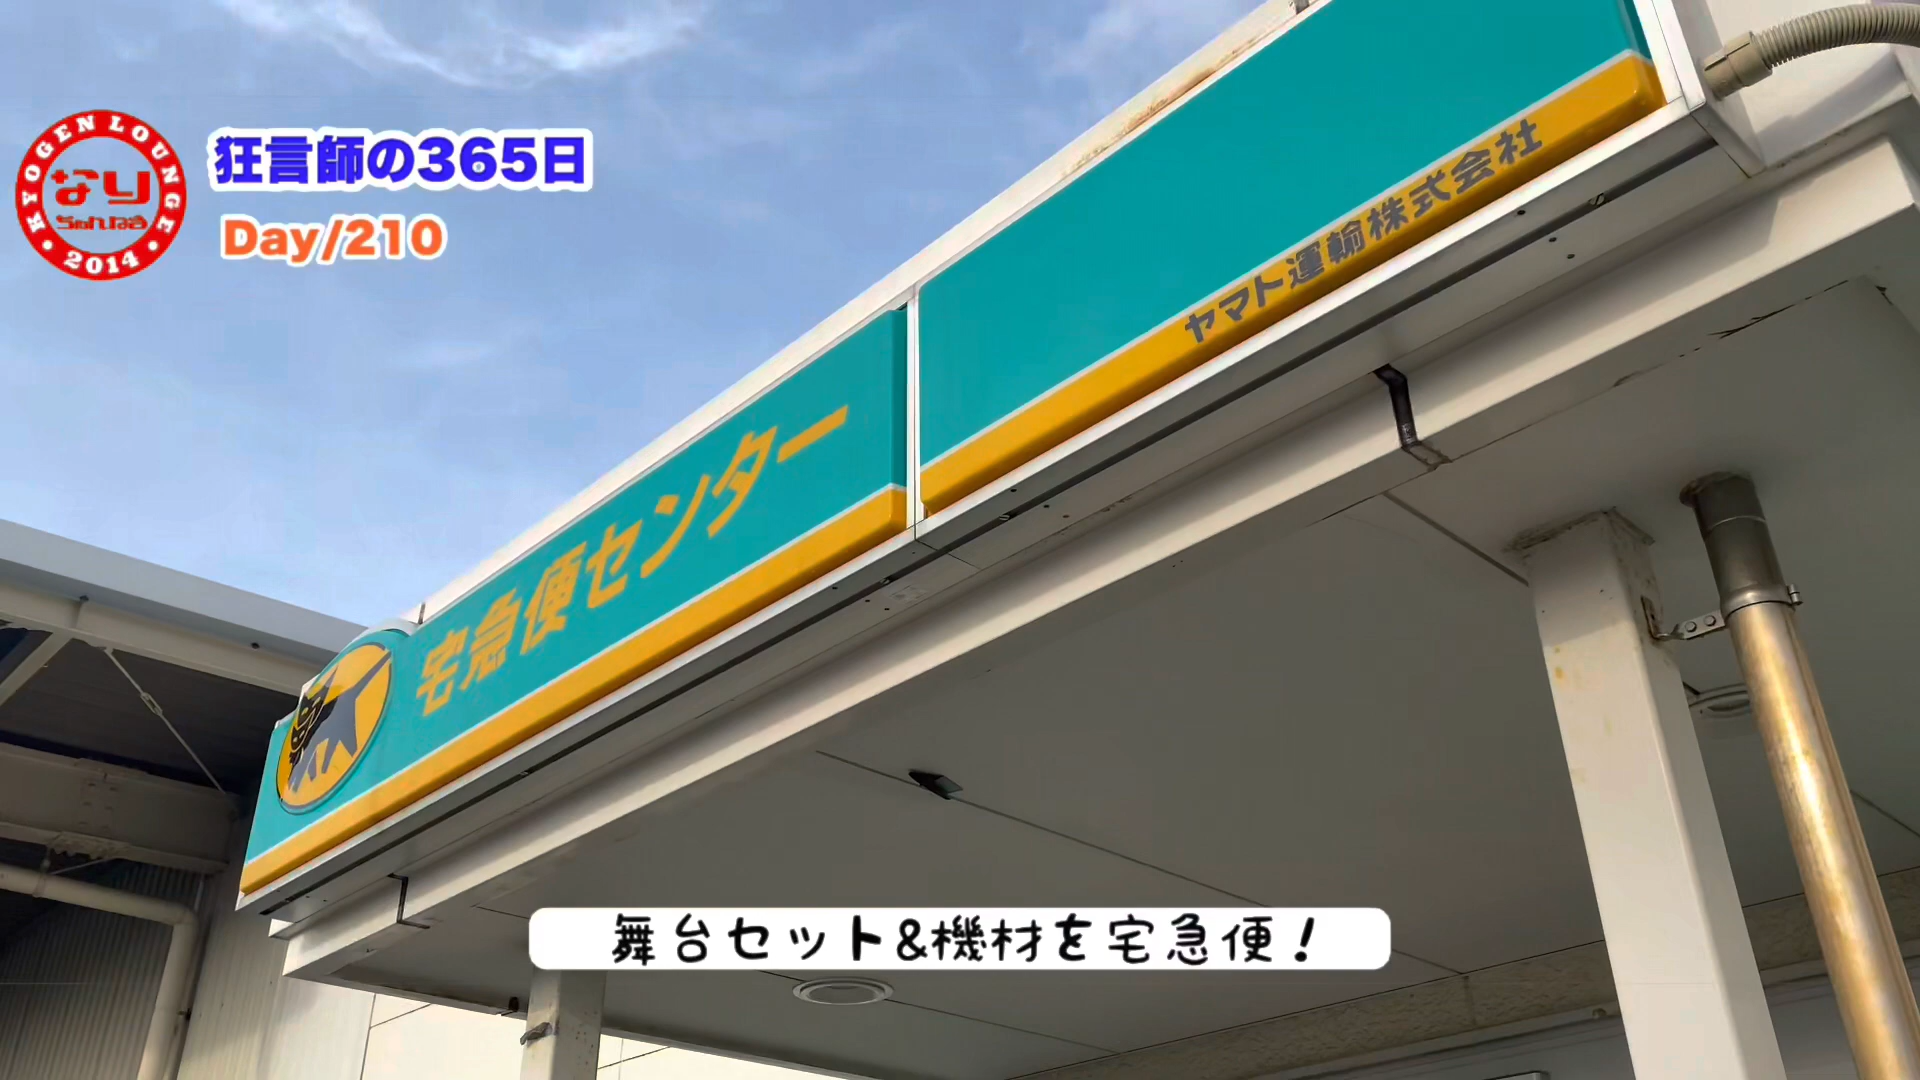 KYOGEN LOUNGE
なり
ちゃんねる
2014
狂言師の365日
Day/210
ヤマト運輸株式会社
宅急便センター
舞台セット&機材を宅急便!